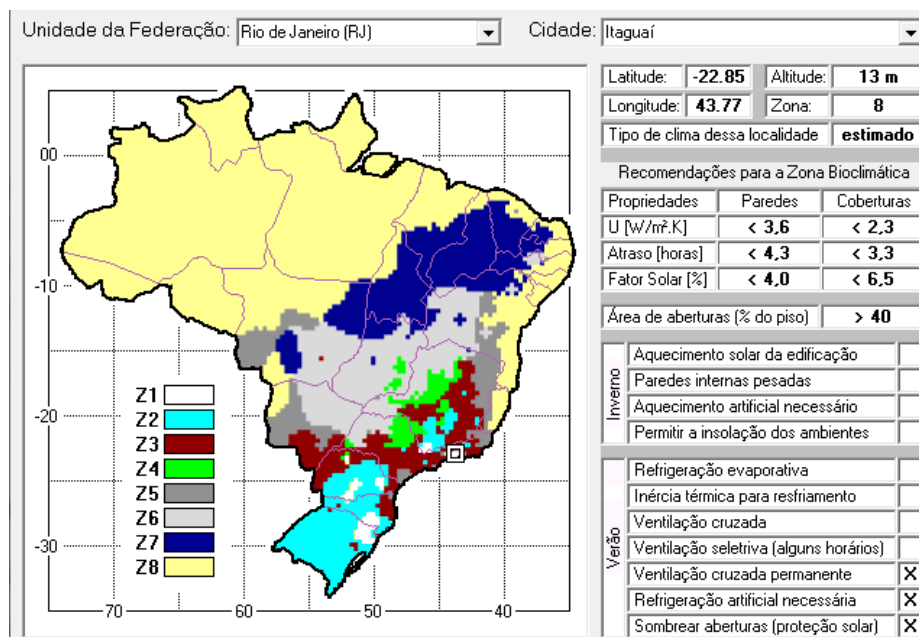 Unidade da Federação: Rio de Janeiro (RJ) Cidade: Itaguaí
Latitude: -22.85 Altitude: 13 m
Longitude: 43.77 Zona: 8
Tipo de clima dessa localidade estimado
Recomendações para a Zona Bioclimática
Propriedades Paredes Coberturas
U [W/m².K] < 3,6 < 2,3
Atraso [horas] < 4,3 < 3,3
Fator Solar [%] < 4,0 < 6,5
Área de aberturas (% do piso) > 40
Inverno
Aquecimento solar da edificação
Paredes internas pesadas
Aquecimento artificial necessário
Permitir a insolação dos ambientes
Verão
Refrigeração evaporativa
Inércia térmica para resfriamento
Ventilação cruzada
Ventilação seletiva (alguns horários)
Ventilação cruzada permanente X
Refrigeração artificial necessária X
Sombrear aberturas (proteção solar) X
00
-10
-20
-30
70 60 50 40
Z1
Z2
Z3
Z4
Z5
Z6
Z7
Z8